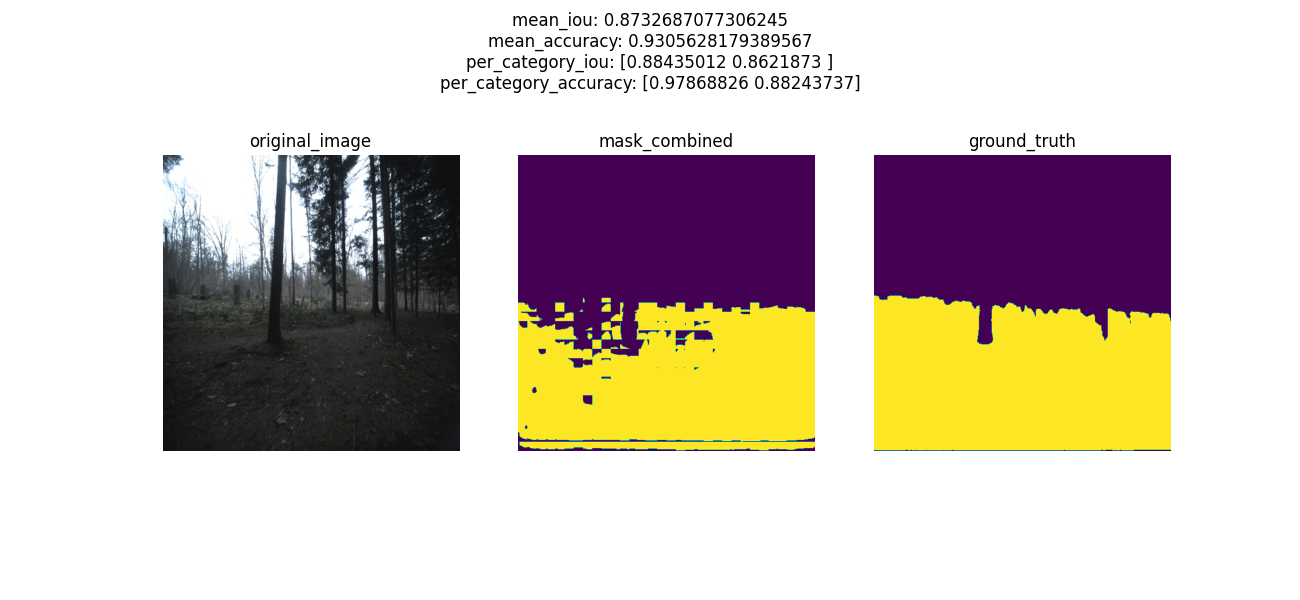 mean_iou: 0.8732687077306245
mean_accuracy: 0.9305628179389567
per_category_iou: [0.88435012 0.8621873 ]
per_category_accuracy: [0.97868826 0.88243737]
original_image
mask_combined
ground_truth